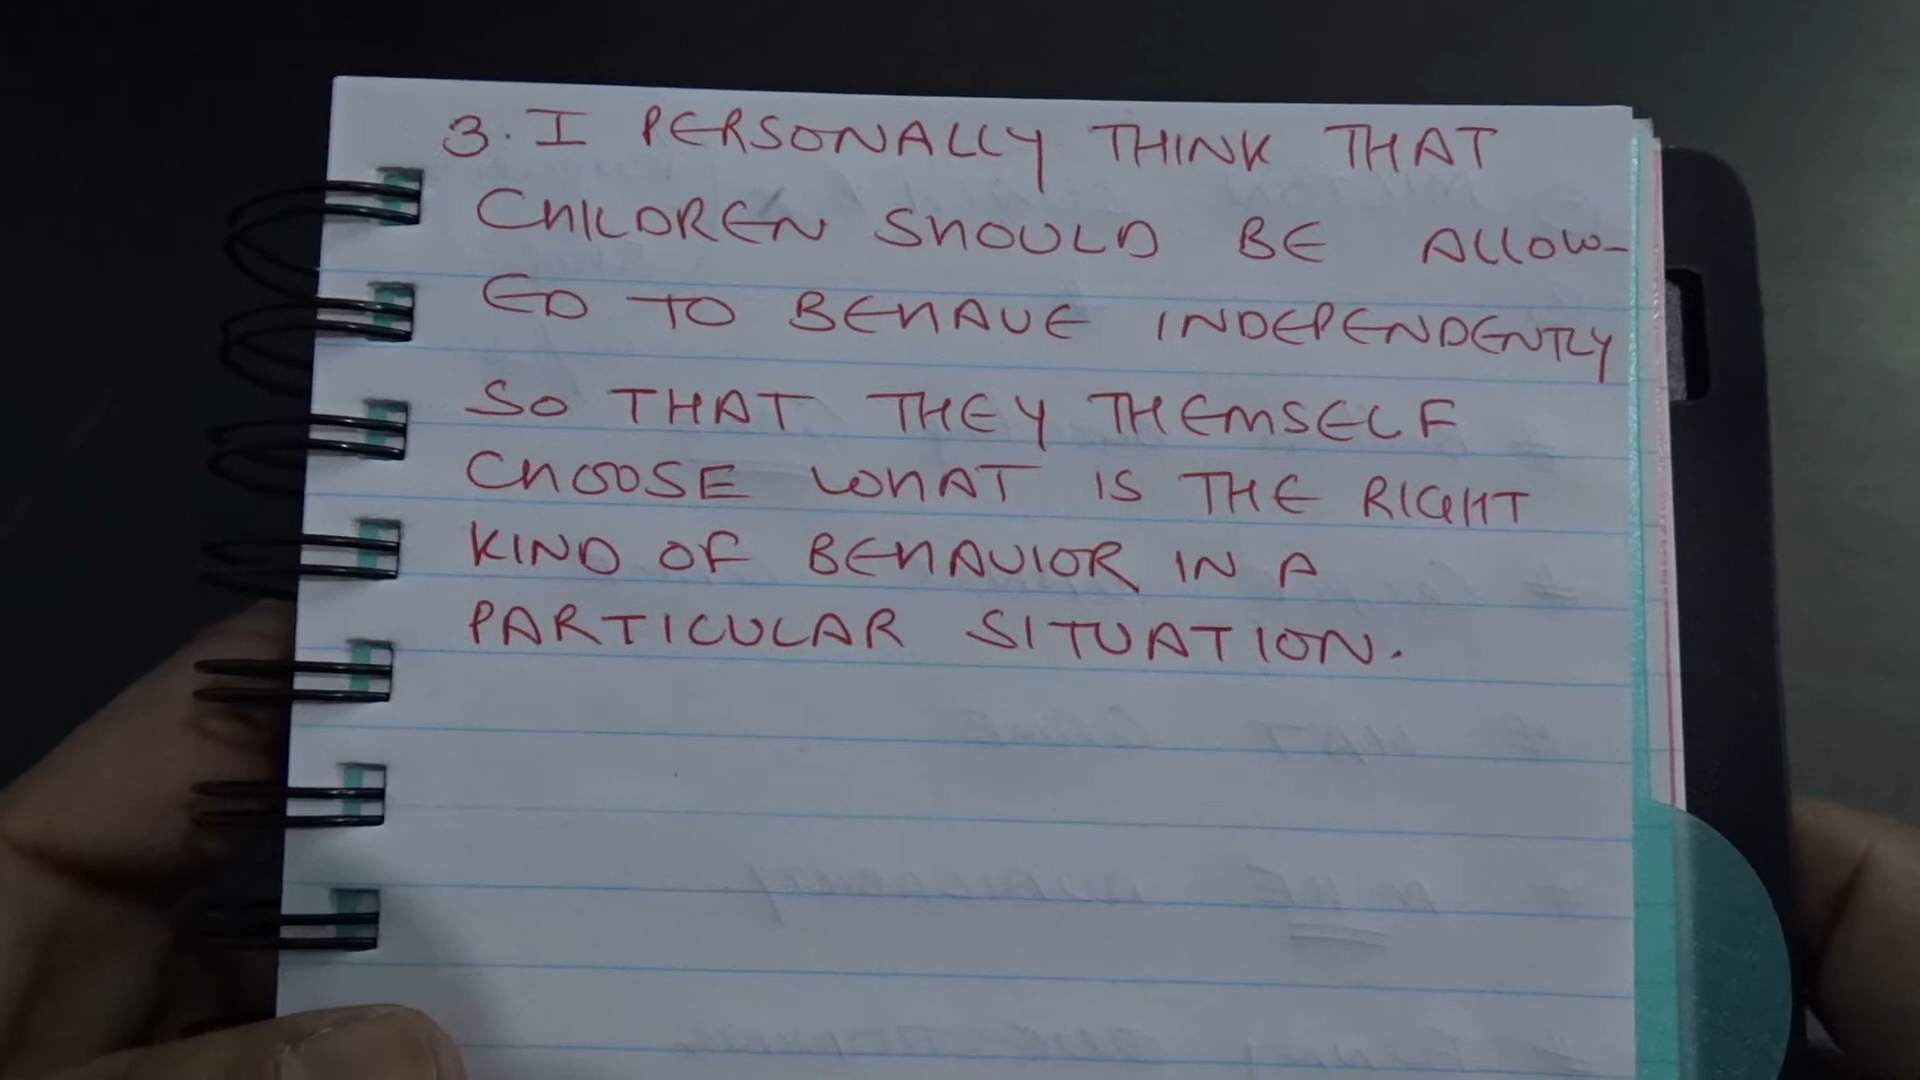 3. I PERSONALLY THINK THAT
CHILDREN SHOULD BE ALLOW-
ED TO BEHAVE INDEPENDENTLY
SO THAT THEY THEMSELF
CHOOSE WHAT IS THE RIGHT
KIND OF BEHAVIOR IN A
PARTICULAR SITUATION.